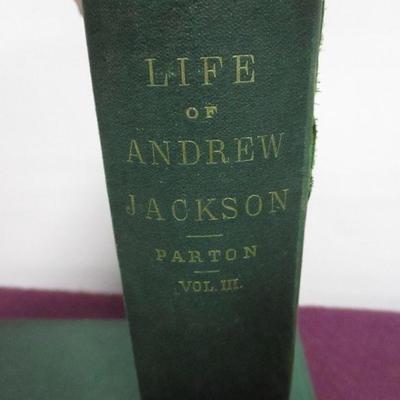 LIFE
OF
ANDREW
JACKSON
PARTON
VOL. III.